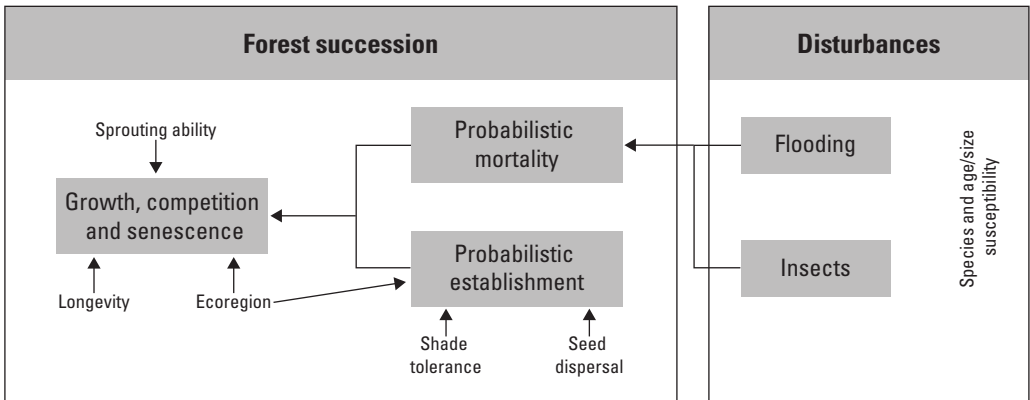 Forest succession
Disturbances
Sprouting ability
Growth, competition
and senescence
Longevity
Ecoregion
Probabilistic
mortality
Probabilistic
establishment
Shade
tolerance
Seed
dispersal
Flooding
Insects
Species and age/size
susceptibility